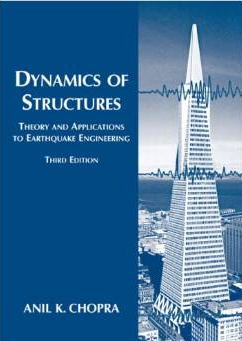 DYNAMICS OF
STRUCTURES
THEORY AND APPLICATIONS
TO EARTHQUAKE ENGINEERING
THIRD EDITION
ANIL K. CHOPRA